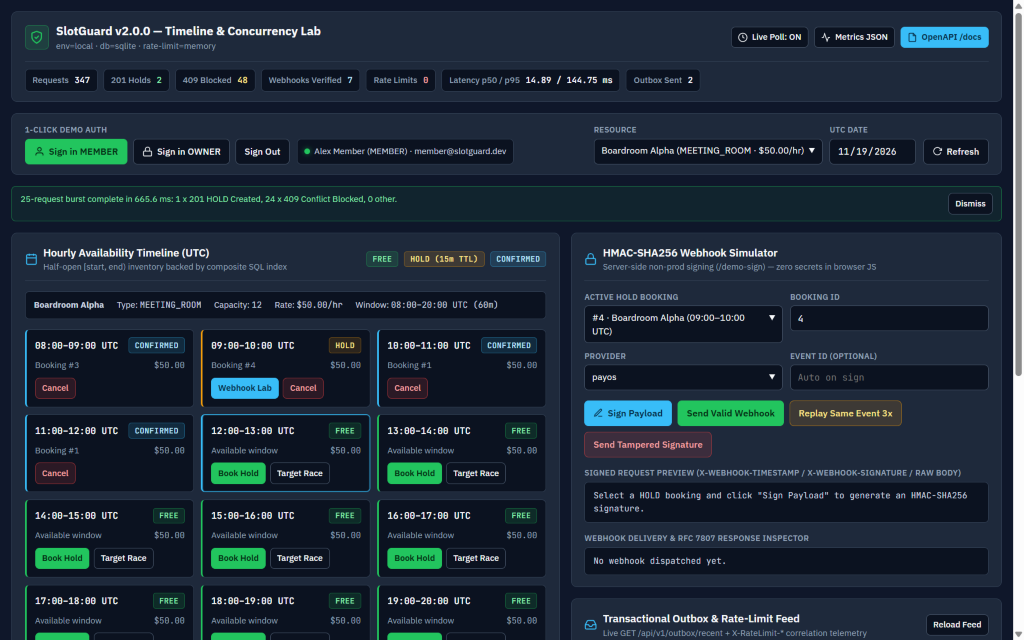 SlotGuard v2.0.0 — Timeline & Concurrency Lab
env=local · db=sqlite · rate-limit=memory
Live Poll: ON
Metrics JSON
OpenAPI /docs
Requests 347
201 Holds 2
409 Blocked 48
Webhooks Verified 7
Rate Limits 0
Latency p50 / p95 14.89 / 144.75 ms
Outbox Sent 2
1-CLICK DEMO AUTH
Sign in MEMBER
Sign in OWNER
Sign Out
Alex Member (MEMBER) · member@slotguard.dev
RESOURCE
Boardroom Alpha (MEETING_ROOM · $50.00/hr)
UTC DATE
11/19/2026
Refresh
25-request burst complete in 665.6 ms: 1 x 201 HOLD Created, 24 x 409 Conflict Blocked, 0 other.
Dismiss
Hourly Availability Timeline (UTC)
Half-open [start, end) inventory backed by composite SQL index
FREE
HOLD (15m TTL)
CONFIRMED
Boardroom Alpha Type: MEETING_ROOM Capacity: 12 Rate: $50.00/hr Window: 08:00–20:00 UTC (60m)
08:00–09:00 UTC CONFIRMED
Booking #3 $50.00
Cancel
09:00–10:00 UTC HOLD
Booking #4 $50.00
Webhook Lab Cancel
10:00–11:00 UTC CONFIRMED
Booking #1 $50.00
Cancel
11:00–12:00 UTC CONFIRMED
Booking #1 $50.00
Cancel
12:00–13:00 UTC FREE
Available window $50.00
Book Hold Target Race
13:00–14:00 UTC FREE
Available window $50.00
Book Hold Target Race
14:00–15:00 UTC FREE
Available window $50.00
Book Hold Target Race
15:00–16:00 UTC FREE
Available window $50.00
Book Hold Target Race
16:00–17:00 UTC FREE
Available window $50.00
Book Hold Target Race
17:00–18:00 UTC FREE
Available window $50.00
18:00–19:00 UTC FREE
Available window $50.00
19:00–20:00 UTC FREE
Available window $50.00
HMAC-SHA256 Webhook Simulator
Server-side non-prod signing (/demo-sign) — zero secrets in browser JS
ACTIVE HOLD BOOKING
#4 · Boardroom Alpha (09:00–10:00
UTC)
BOOKING ID
4
PROVIDER
payos
EVENT ID (OPTIONAL)
Auto on sign
Sign Payload
Send Valid Webhook
Replay Same Event 3x
Send Tampered Signature
SIGNED REQUEST PREVIEW (X-WEBHOOK-TIMESTAMP / X-WEBHOOK-SIGNATURE / RAW BODY)
Select a HOLD booking and click "Sign Payload" to generate an HMAC-SHA256
signature.
WEBHOOK DELIVERY & RFC 7807 RESPONSE INSPECTOR
No webhook dispatched yet.
Transactional Outbox & Rate-Limit Feed
Live GET /api/v1/outbox/recent + X-RateLimit-* correlation telemetry
Reload Feed